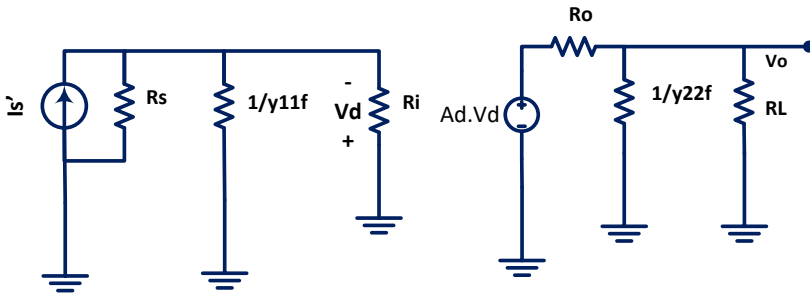 Is'
Rs
1/y11f
-
Vd
+
Ri
Ro
Ad.Vd
+
-
1/y22f
RL
Vo